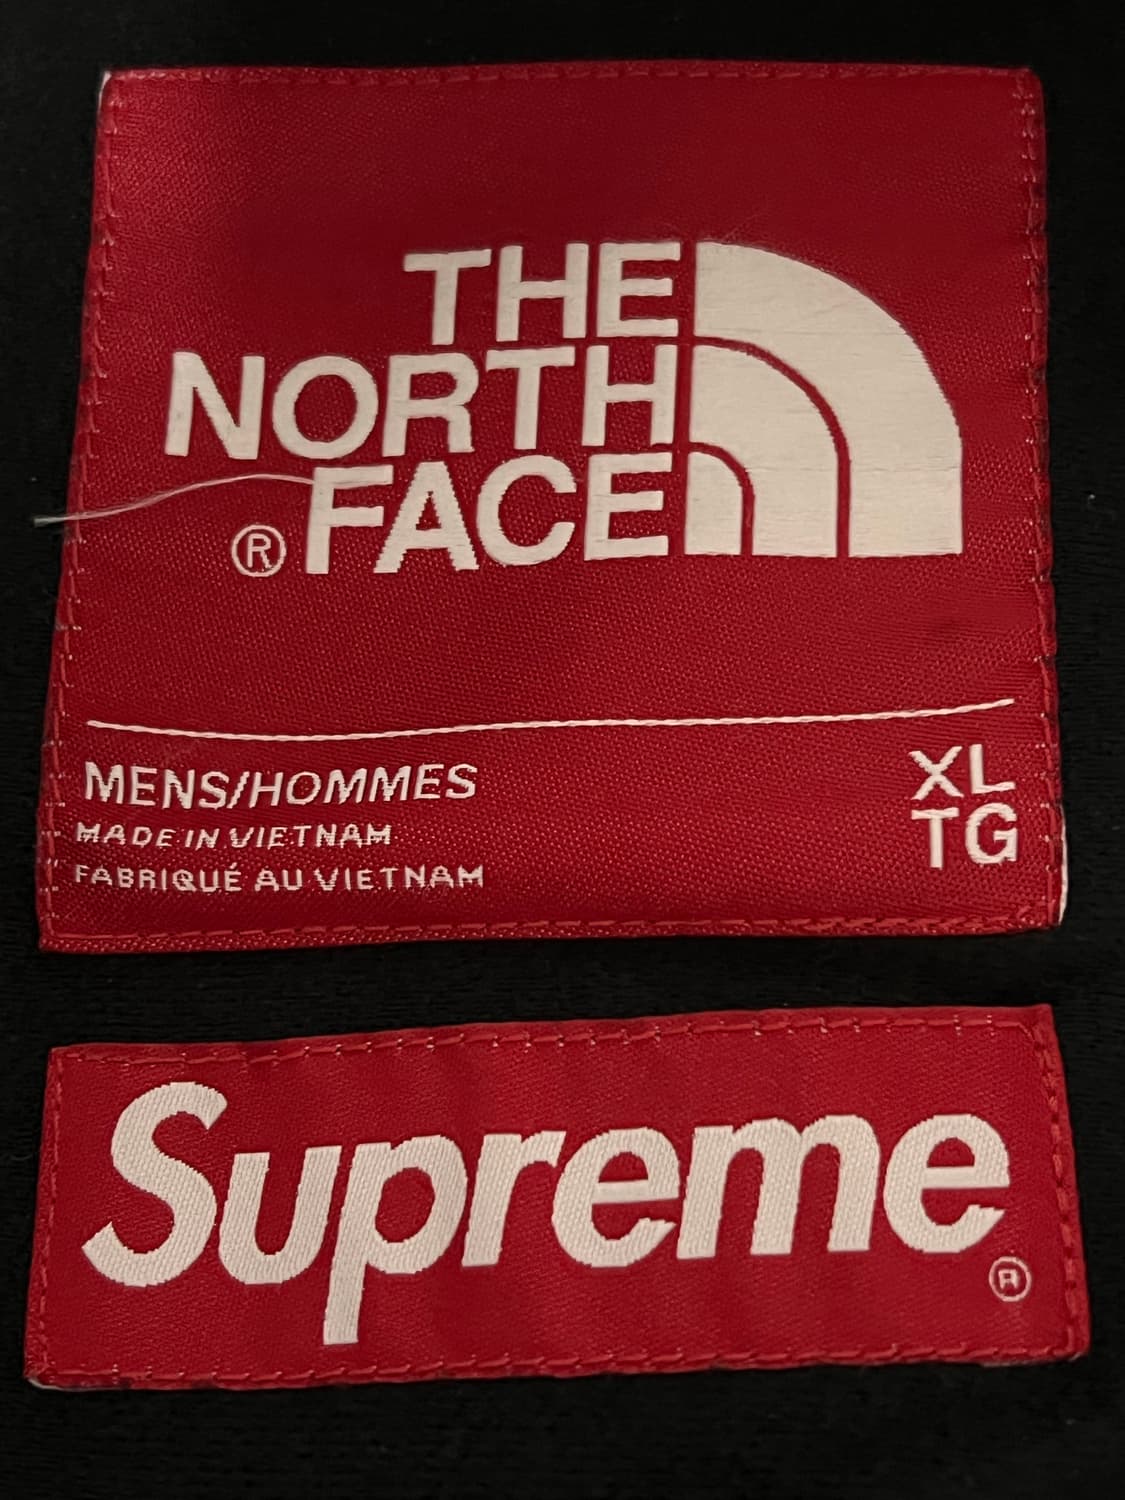 THE
NORTH
FACE
®
MENS/HOMMES
MADE IN VIETNAM
FABRIQUÉ AU VIETNAM
XL
TG
Supreme
®